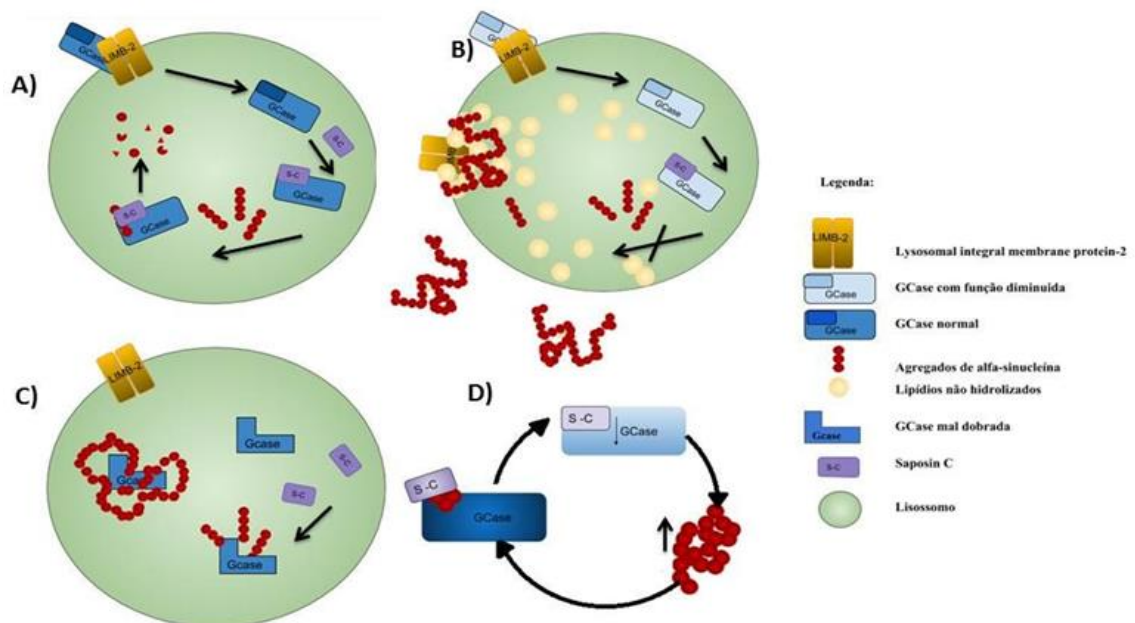 A)
GCase
LIMB-2
GCase
S-C
S-C
GCase
S-C
GCase
B)
GCase
LIMB-2
GCase
S-C
GCase
C)
LIMB-2
Gcase
Gcase
S-C
S-C
Gcase
D)
S -C
↓GCase
S -C
GCase
Legenda:
LIMB-2
Lysosomal integral membrane protein-2
GCase
GCase com função diminuida
GCase
GCase normal
Agregados de alfa-sinucleína
Lipídios não hidrolizados
Gcase
GCase mal dobrada
S-C
Saposin C
Lisossomo